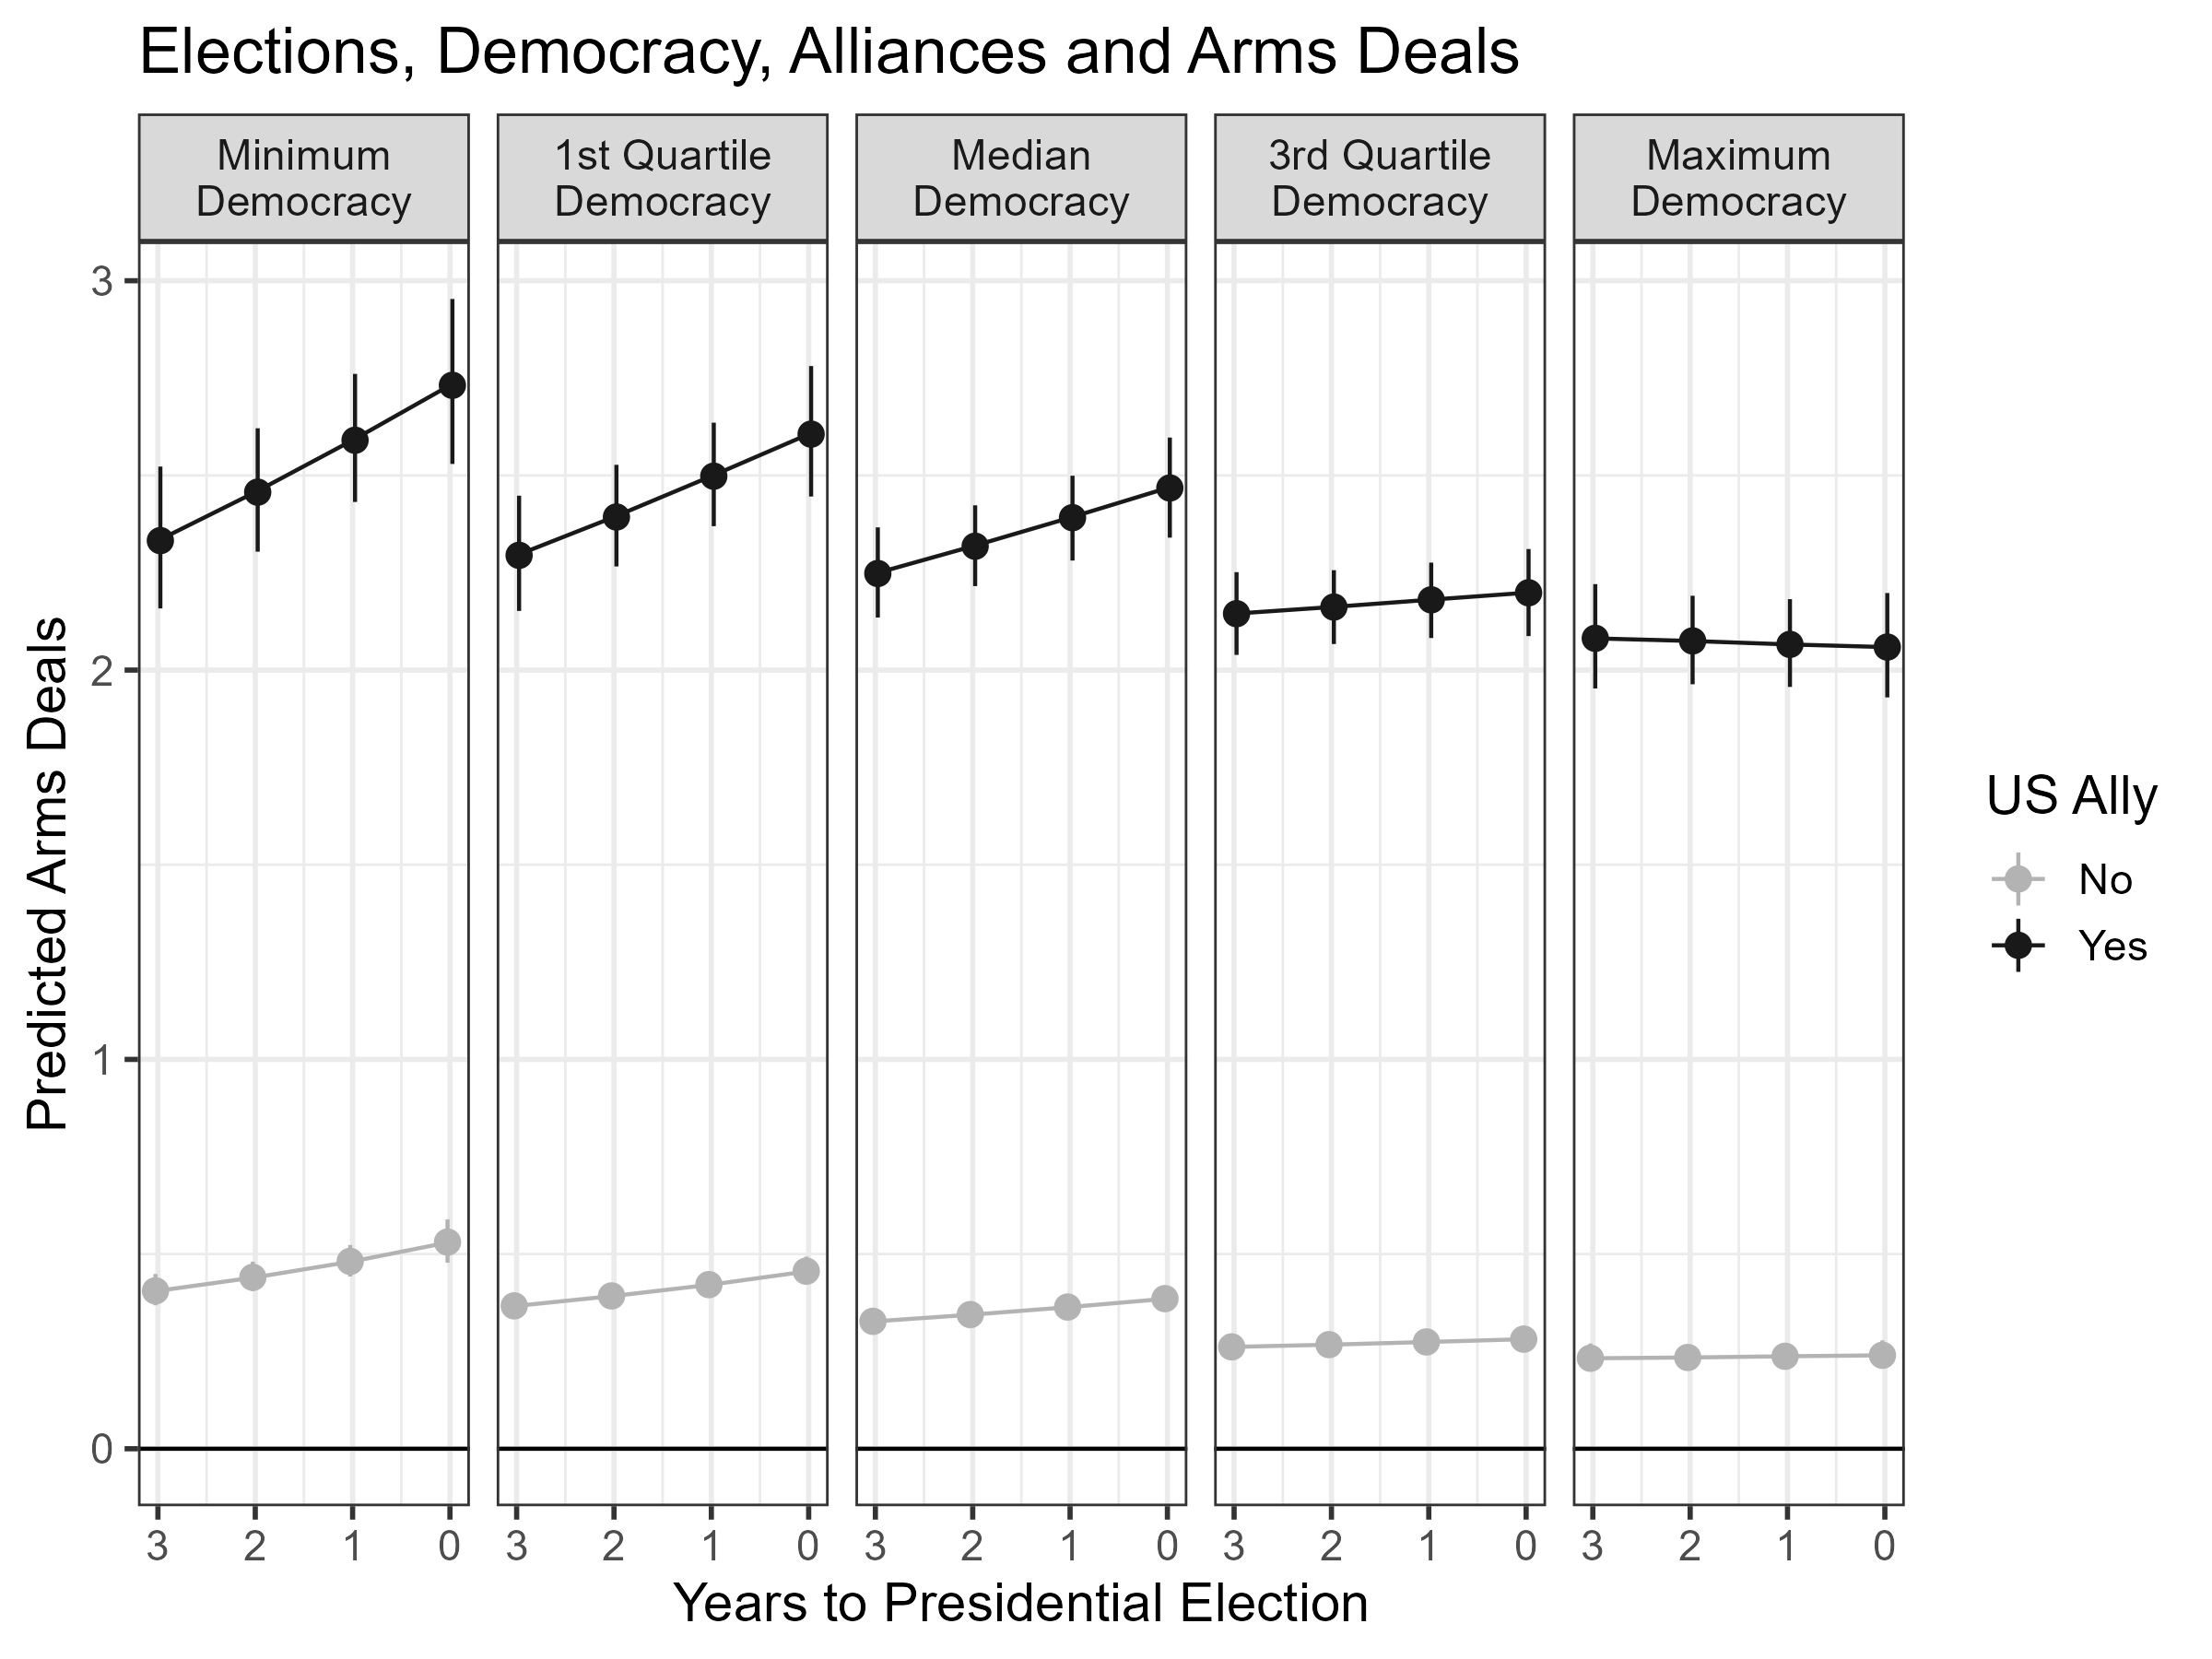 Elections, Democracy, Alliances and Arms Deals
Minimum
Democracy
1st Quartile
Democracy
Median
Democracy
3rd Quartile
Democracy
Maximum
Democracy
Predicted Arms Deals
3
2
1
0
3 2 1 0
3 2 1 0
3 2 1 0
3 2 1 0
3 2 1 0
Years to Presidential Election
US Ally
No
Yes